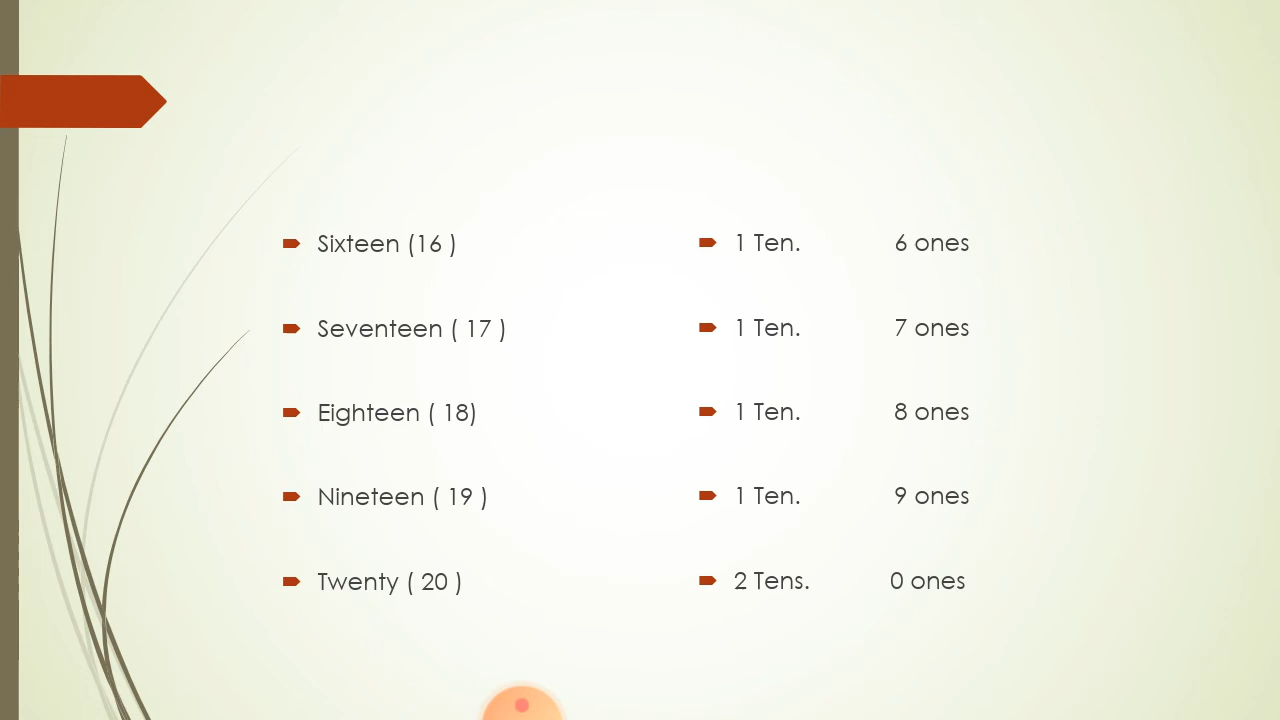 Sixteen (16 ) 1 Ten. 6 ones
Seventeen ( 17 ) 1 Ten. 7 ones
Eighteen ( 18) 1 Ten. 8 ones
Nineteen ( 19 ) 1 Ten. 9 ones
Twenty ( 20 ) 2 Tens. 0 ones